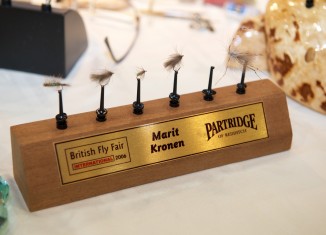 British Fly Fair
INTERNATIONAL 2006
Marit
Kronen
PARTRIDGE
OF REDDITCH